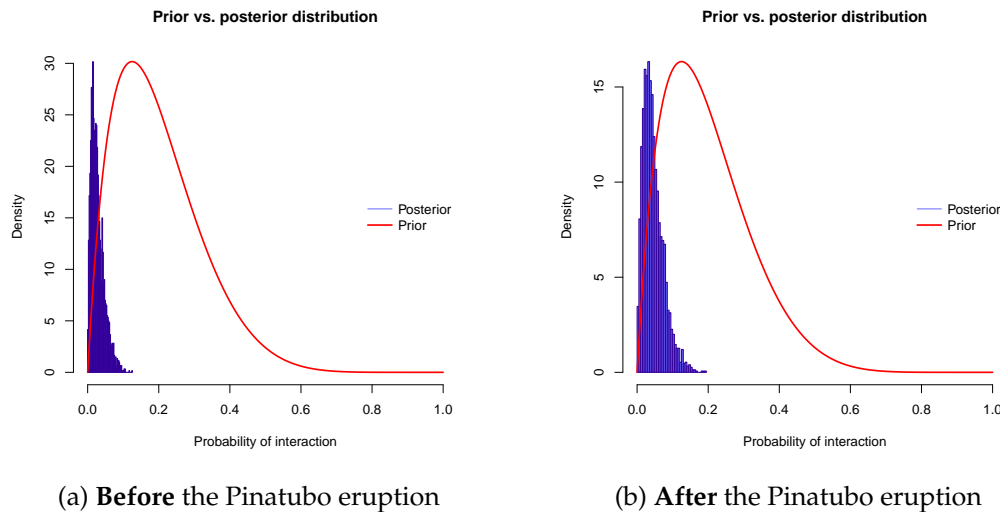 Prior vs. posterior distribution
Density
0
5
10
15
20
25
30
0.0 0.2 0.4 0.6 0.8 1.0
Probability of interaction
Posterior
Prior
(a) Before the Pinatubo eruption
Prior vs. posterior distribution
Density
0
5
10
15
0.0 0.2 0.4 0.6 0.8 1.0
Probability of interaction
Posterior
Prior
(b) After the Pinatubo eruption